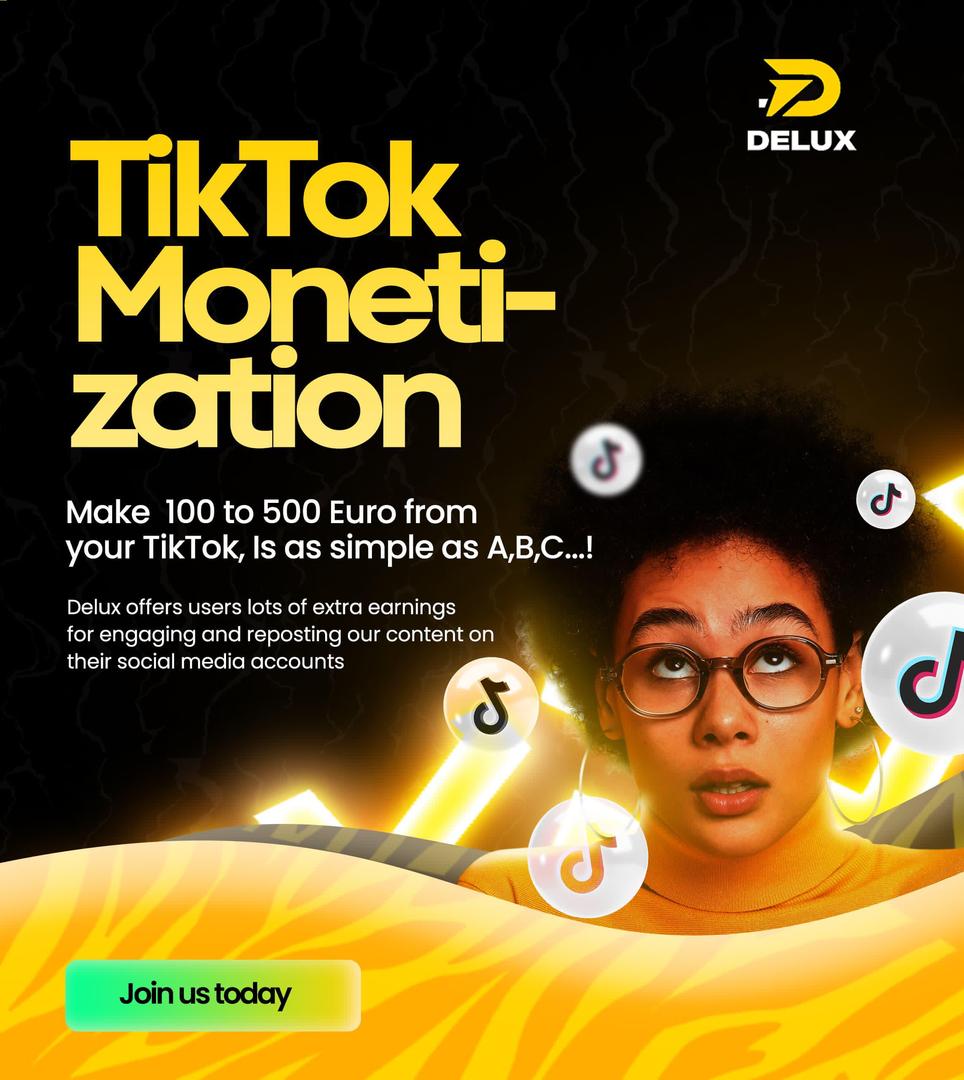 DELUX
TikTok
Moneti-
zation
Make 100 to 500 Euro from
your TikTok, Is as simple as A,B,C...!
Delux offers users lots of extra earnings
for engaging and reposting our content on
their social media accounts
Join us today